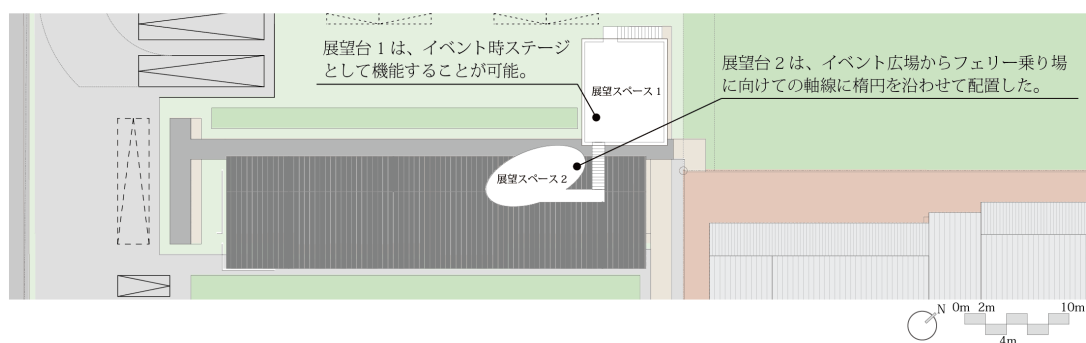 展望台 1 は、イベント時ステージ
として機能することが可能。
展望スペース 1
展望台 2 は、イベント広場からフェリー乗り場
に向けての軸線に楕円を沿わせて配置した。
展望スペース 2
N
0m 2m 10m
4m